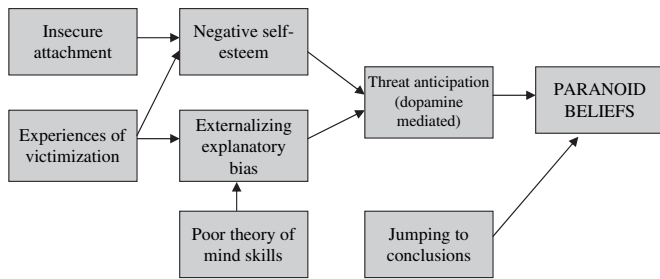 Insecure
attachment
Negative self-
esteem
Threat anticipation
(dopamine
mediated)
PARANOID
BELIEFS
Experiences of
victimization
Externalizing
explanatory
bias
Poor theory of
mind skills
Jumping to
conclusions